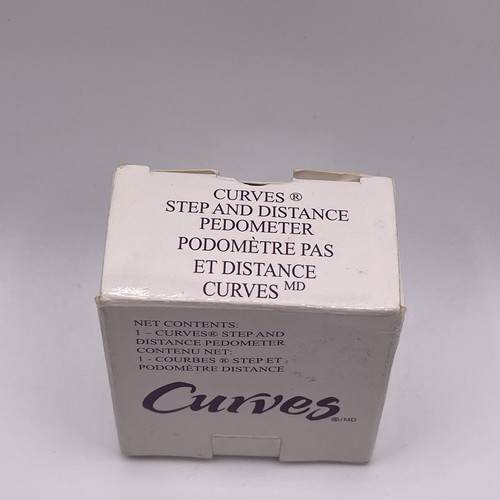 CURVES ®
STEP AND DISTANCE
PEDOMETER
PODOMÈTRE PAS
ET DISTANCE
CURVES MD
NET CONTENTS:
1 – CURVES® STEP AND
DISTANCE PEDOMETER
CONTENU NET:
1 - COURBES ® STEP ET
PODOMÈTRE DISTANCE
Curves
®/MD